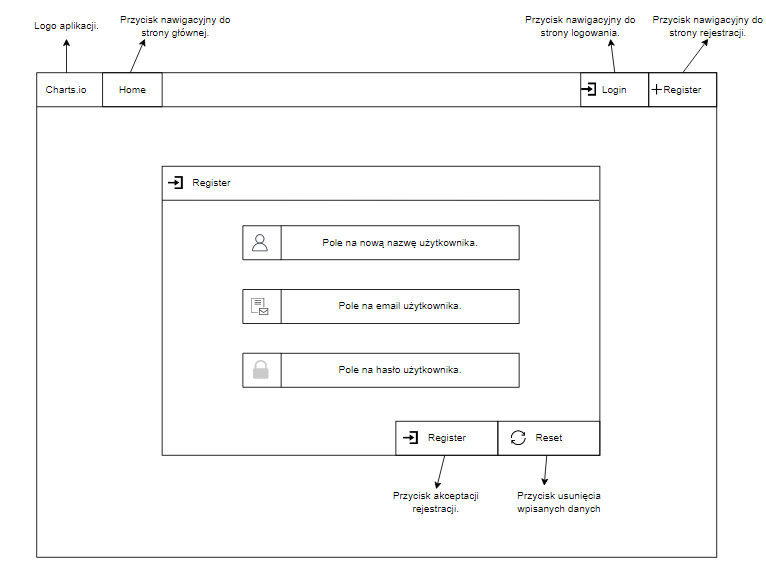 Logo aplikacji.
Przycisk nawigacyjny do
strony głównej.
Przycisk nawigacyjny do
strony logowania.
Przycisk nawigacyjny do
strony rejestracji.
Charts.io
Home
Login
Register
Register
Pole na nową nazwę użytkownika.
Pole na email użytkownika.
Pole na hasło użytkownika.
Register
Reset
Przycisk akceptacji
rejestracji.
Przycisk usunięcia
wpisanych danych